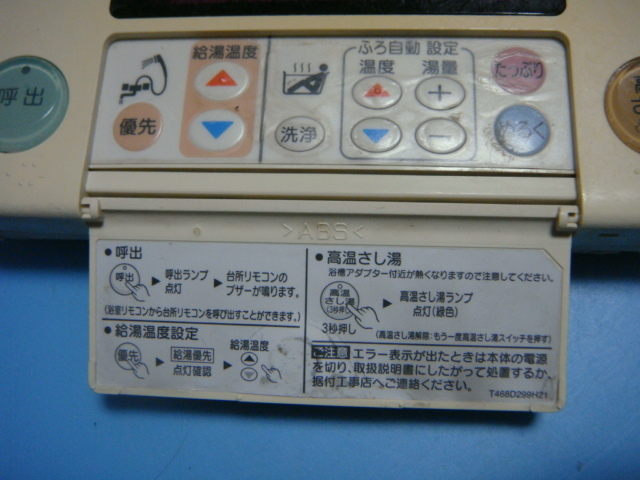 呼出
給湯温度
優先
洗浄
ふろ自動 設定
温度 湯量
たっぷり
ぬるく
>ABS<
●呼出
呼出 ▶ 呼出ランプ点灯 ▶ 台所リモコンのブザーが鳴ります。
(浴室リモコンから台所リモコンを呼び出すことができます。)
●給湯温度設定
優先 ▶ 給湯優先 点灯確認 ▶ 給湯温度
●高温さし湯
浴槽アダプター付近が熱くなりますので注意してください。
高温さし湯 (3秒押し) ▶ 高温さし湯ランプ点灯(緑色)
3秒押し
(高温さし湯解除:もう一度高温さし湯スイッチを押す)
ご注意 エラー表示が出たときは本体の電源
を切り、取扱説明書にしたがって処置するか、
据付工事店へご連絡ください。
T468D299H21